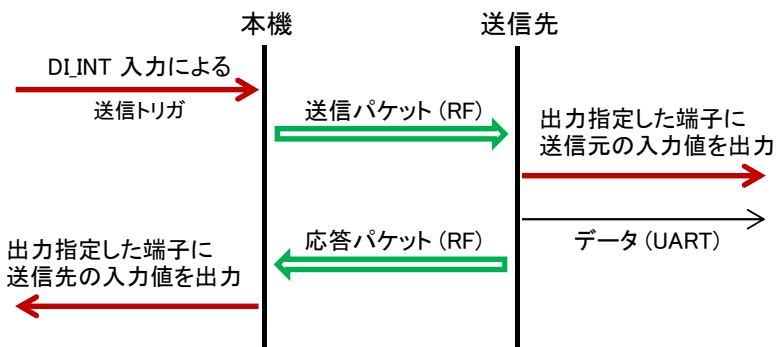 本機
送信先
DI_INT 入力による
送信トリガ
送信パケット (RF)
出力指定した端子に
送信元の入力値を出力
データ (UART)
応答パケット (RF)
出力指定した端子に
送信先の入力値を出力